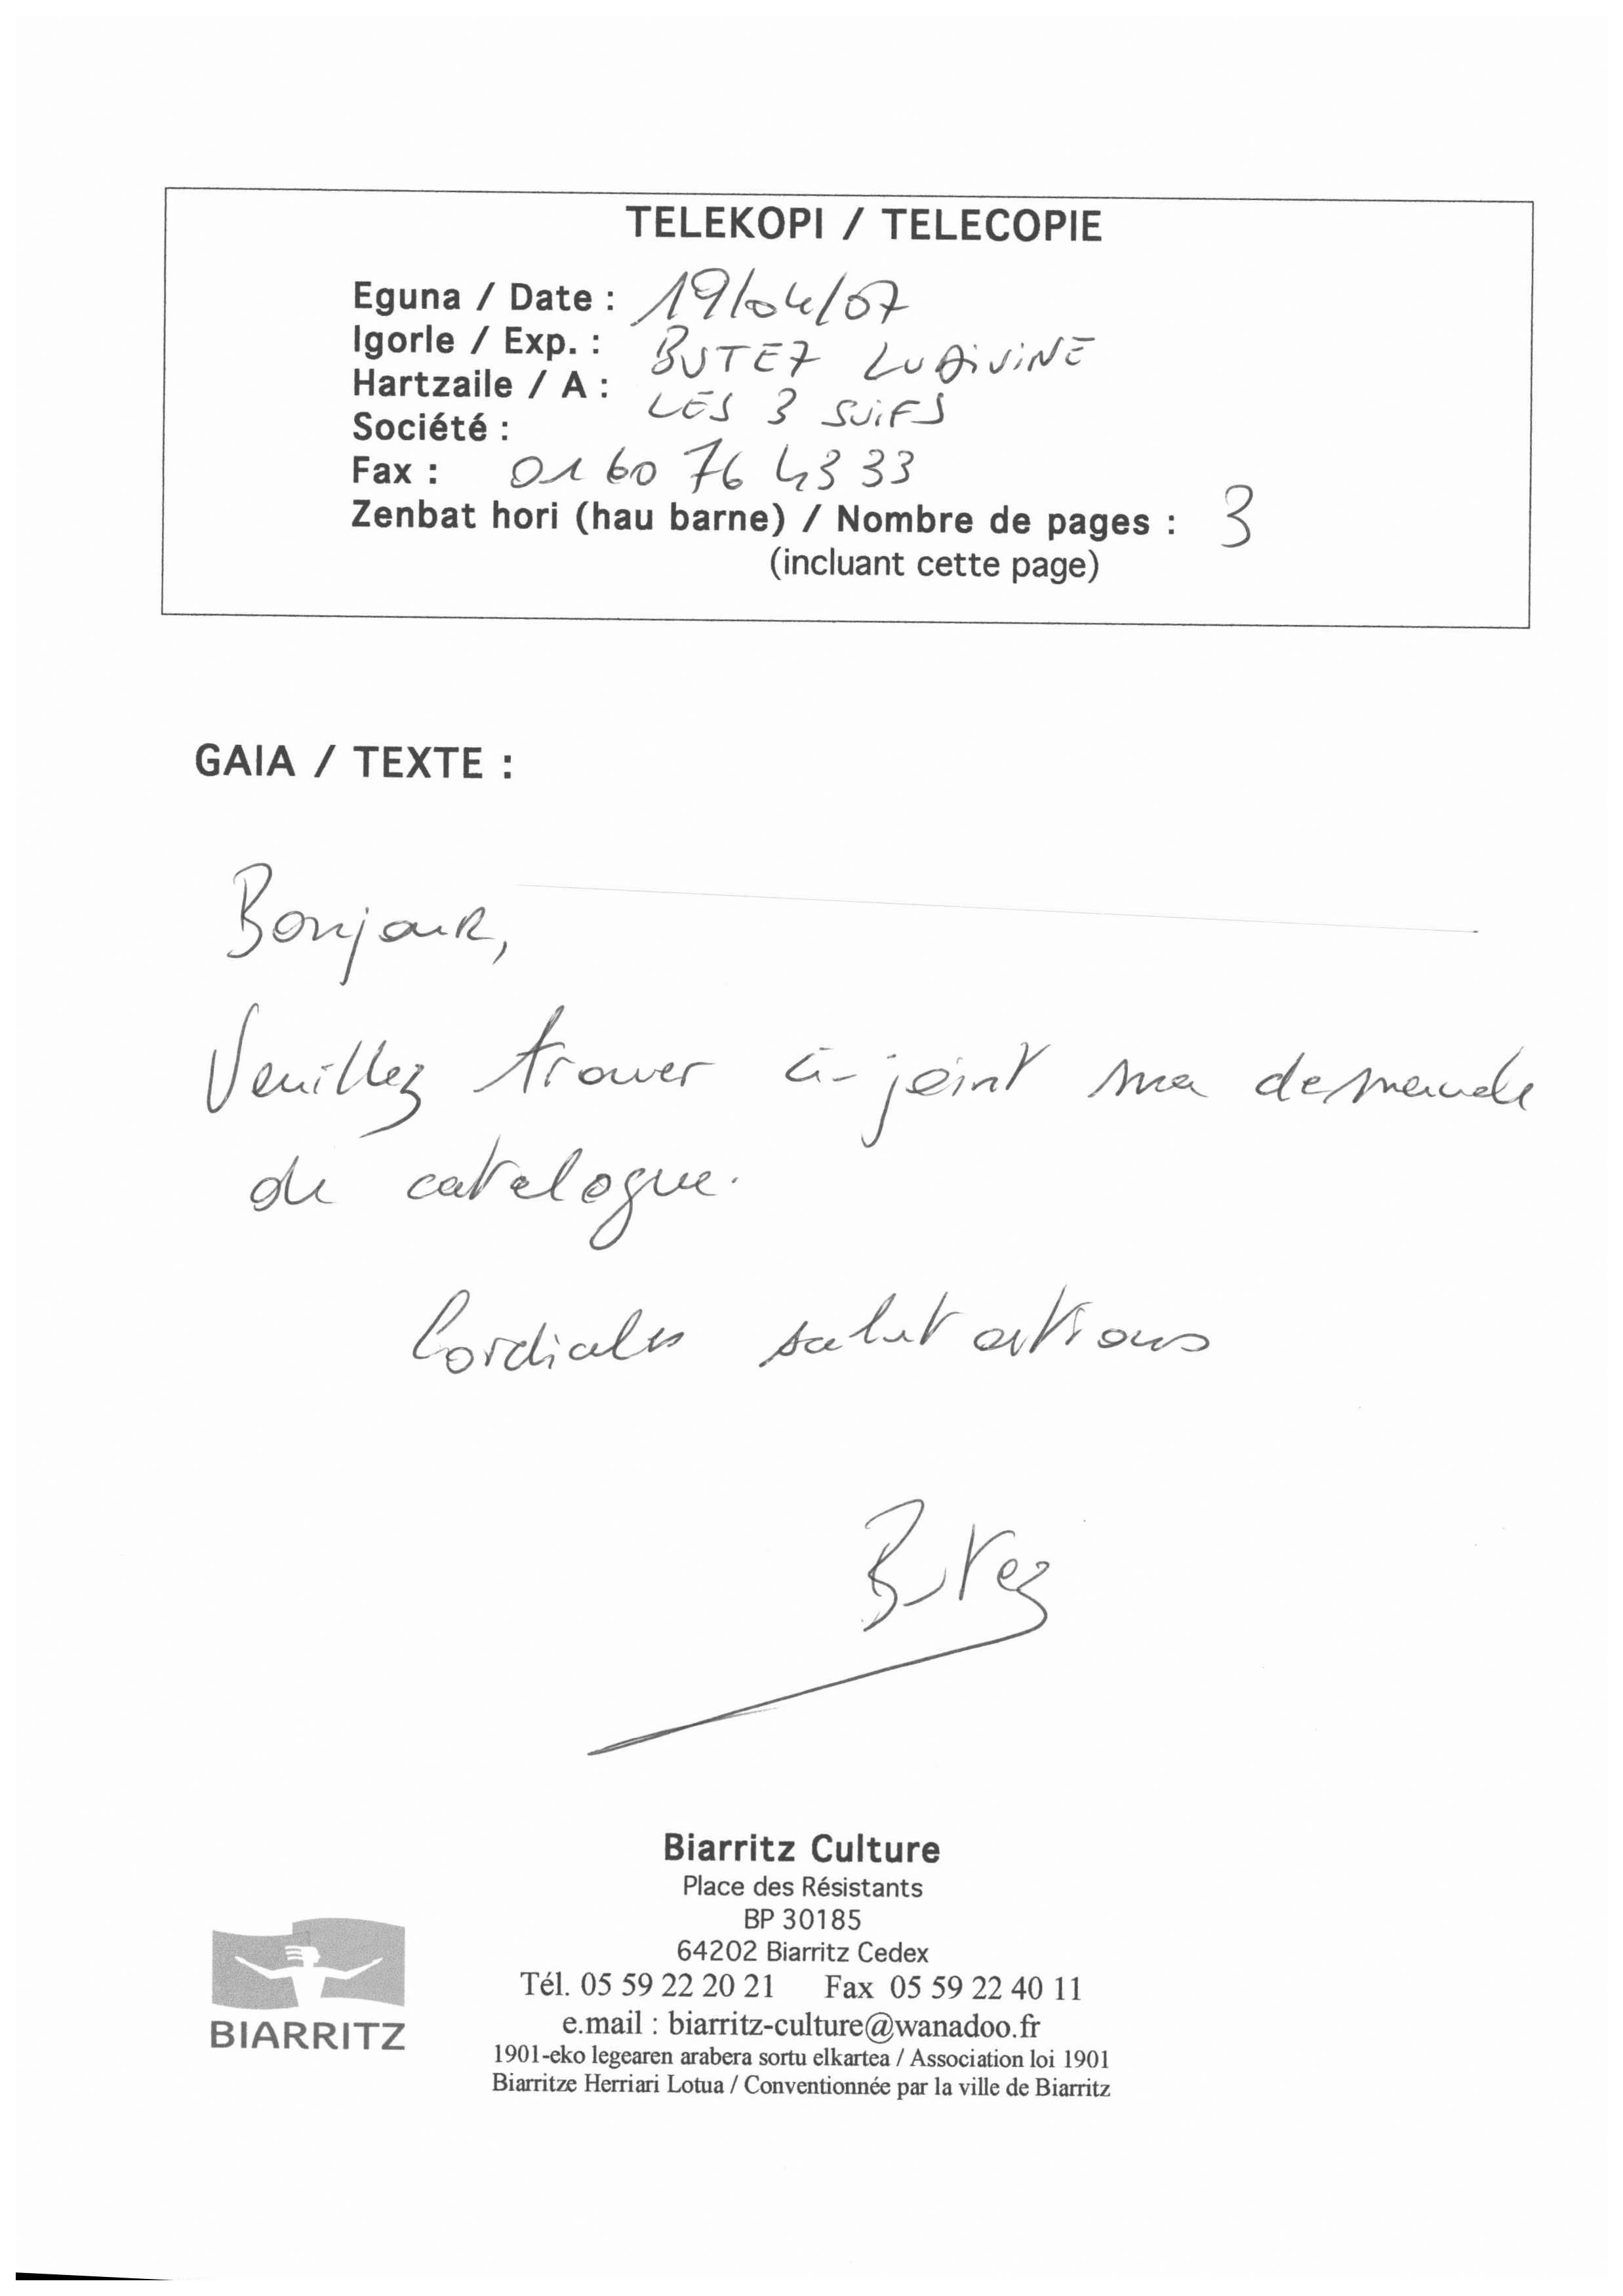 TELEKOPI / TELECOPIE
Eguna / Date : 19/04/07
Igorle / Exp. : BUTEZ LUDIVINE
Hartzaile / A : LES 3 SUIFS
Société :
Fax : 01 60 76 43 33
Zenbat hori (hau barne) / Nombre de pages : 3
(incluant cette page)
GAIA / TEXTE :
Bonjour,
Veuillez trouver ci-joint ma demande
de catalogue.
Cordiales salutations
Butez
Biarritz Culture
Place des Résistants
BP 30185
64202 Biarritz Cedex
Tél. 05 59 22 20 21 Fax 05 59 22 40 11
e.mail : biarritz-culture@wanadoo.fr
1901-eko legearen arabera sortu elkartea / Association loi 1901
Biarritze Herriari Lotua / Conventionnée par la ville de Biarritz
BIARRITZ